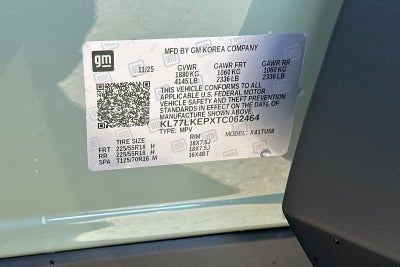 gm
MFD BY GM KOREA COMPANY
11/25 GVWR GAWR FRT GAWR RR
1880 KG 1060 KG 1060 KG
4145 LB 2336 LB 2336 LB
THIS VEHICLE CONFORMS TO ALL
APPLICABLE U.S. FEDERAL MOTOR
VEHICLE SAFETY AND THEFT PREVENTION
STANDARDS IN EFFECT ON THE DATE OF
MANUFACTURE SHOWN ABOVE.
KL77LKEPXTC062464
TYPE: MPV MODEL: X41TUS8
TIRE SIZE RIM
FRT 225/55R18 H 18X7.5J
RR 225/55R18 H 18X7.5J
SPA T125/70R16 M 16X4BT